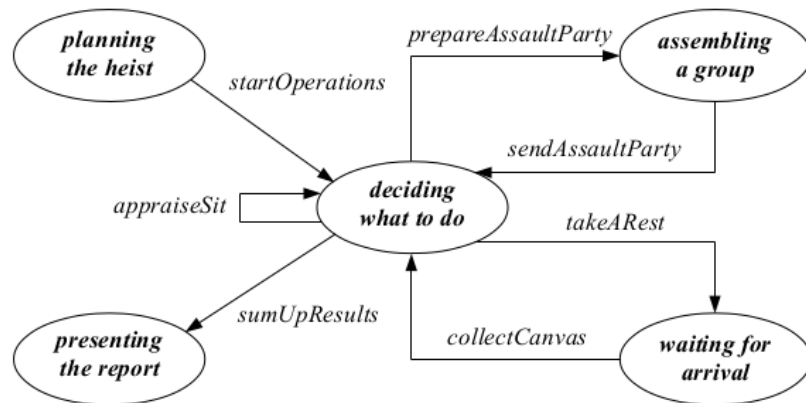 planning
the heist
prepareAssaultParty
assembling
a group
startOperations
sendAssaultParty
deciding
what to do
appraiseSit
takeARest
sumUpResults
collectCanvas
presenting
the report
waiting for
arrival